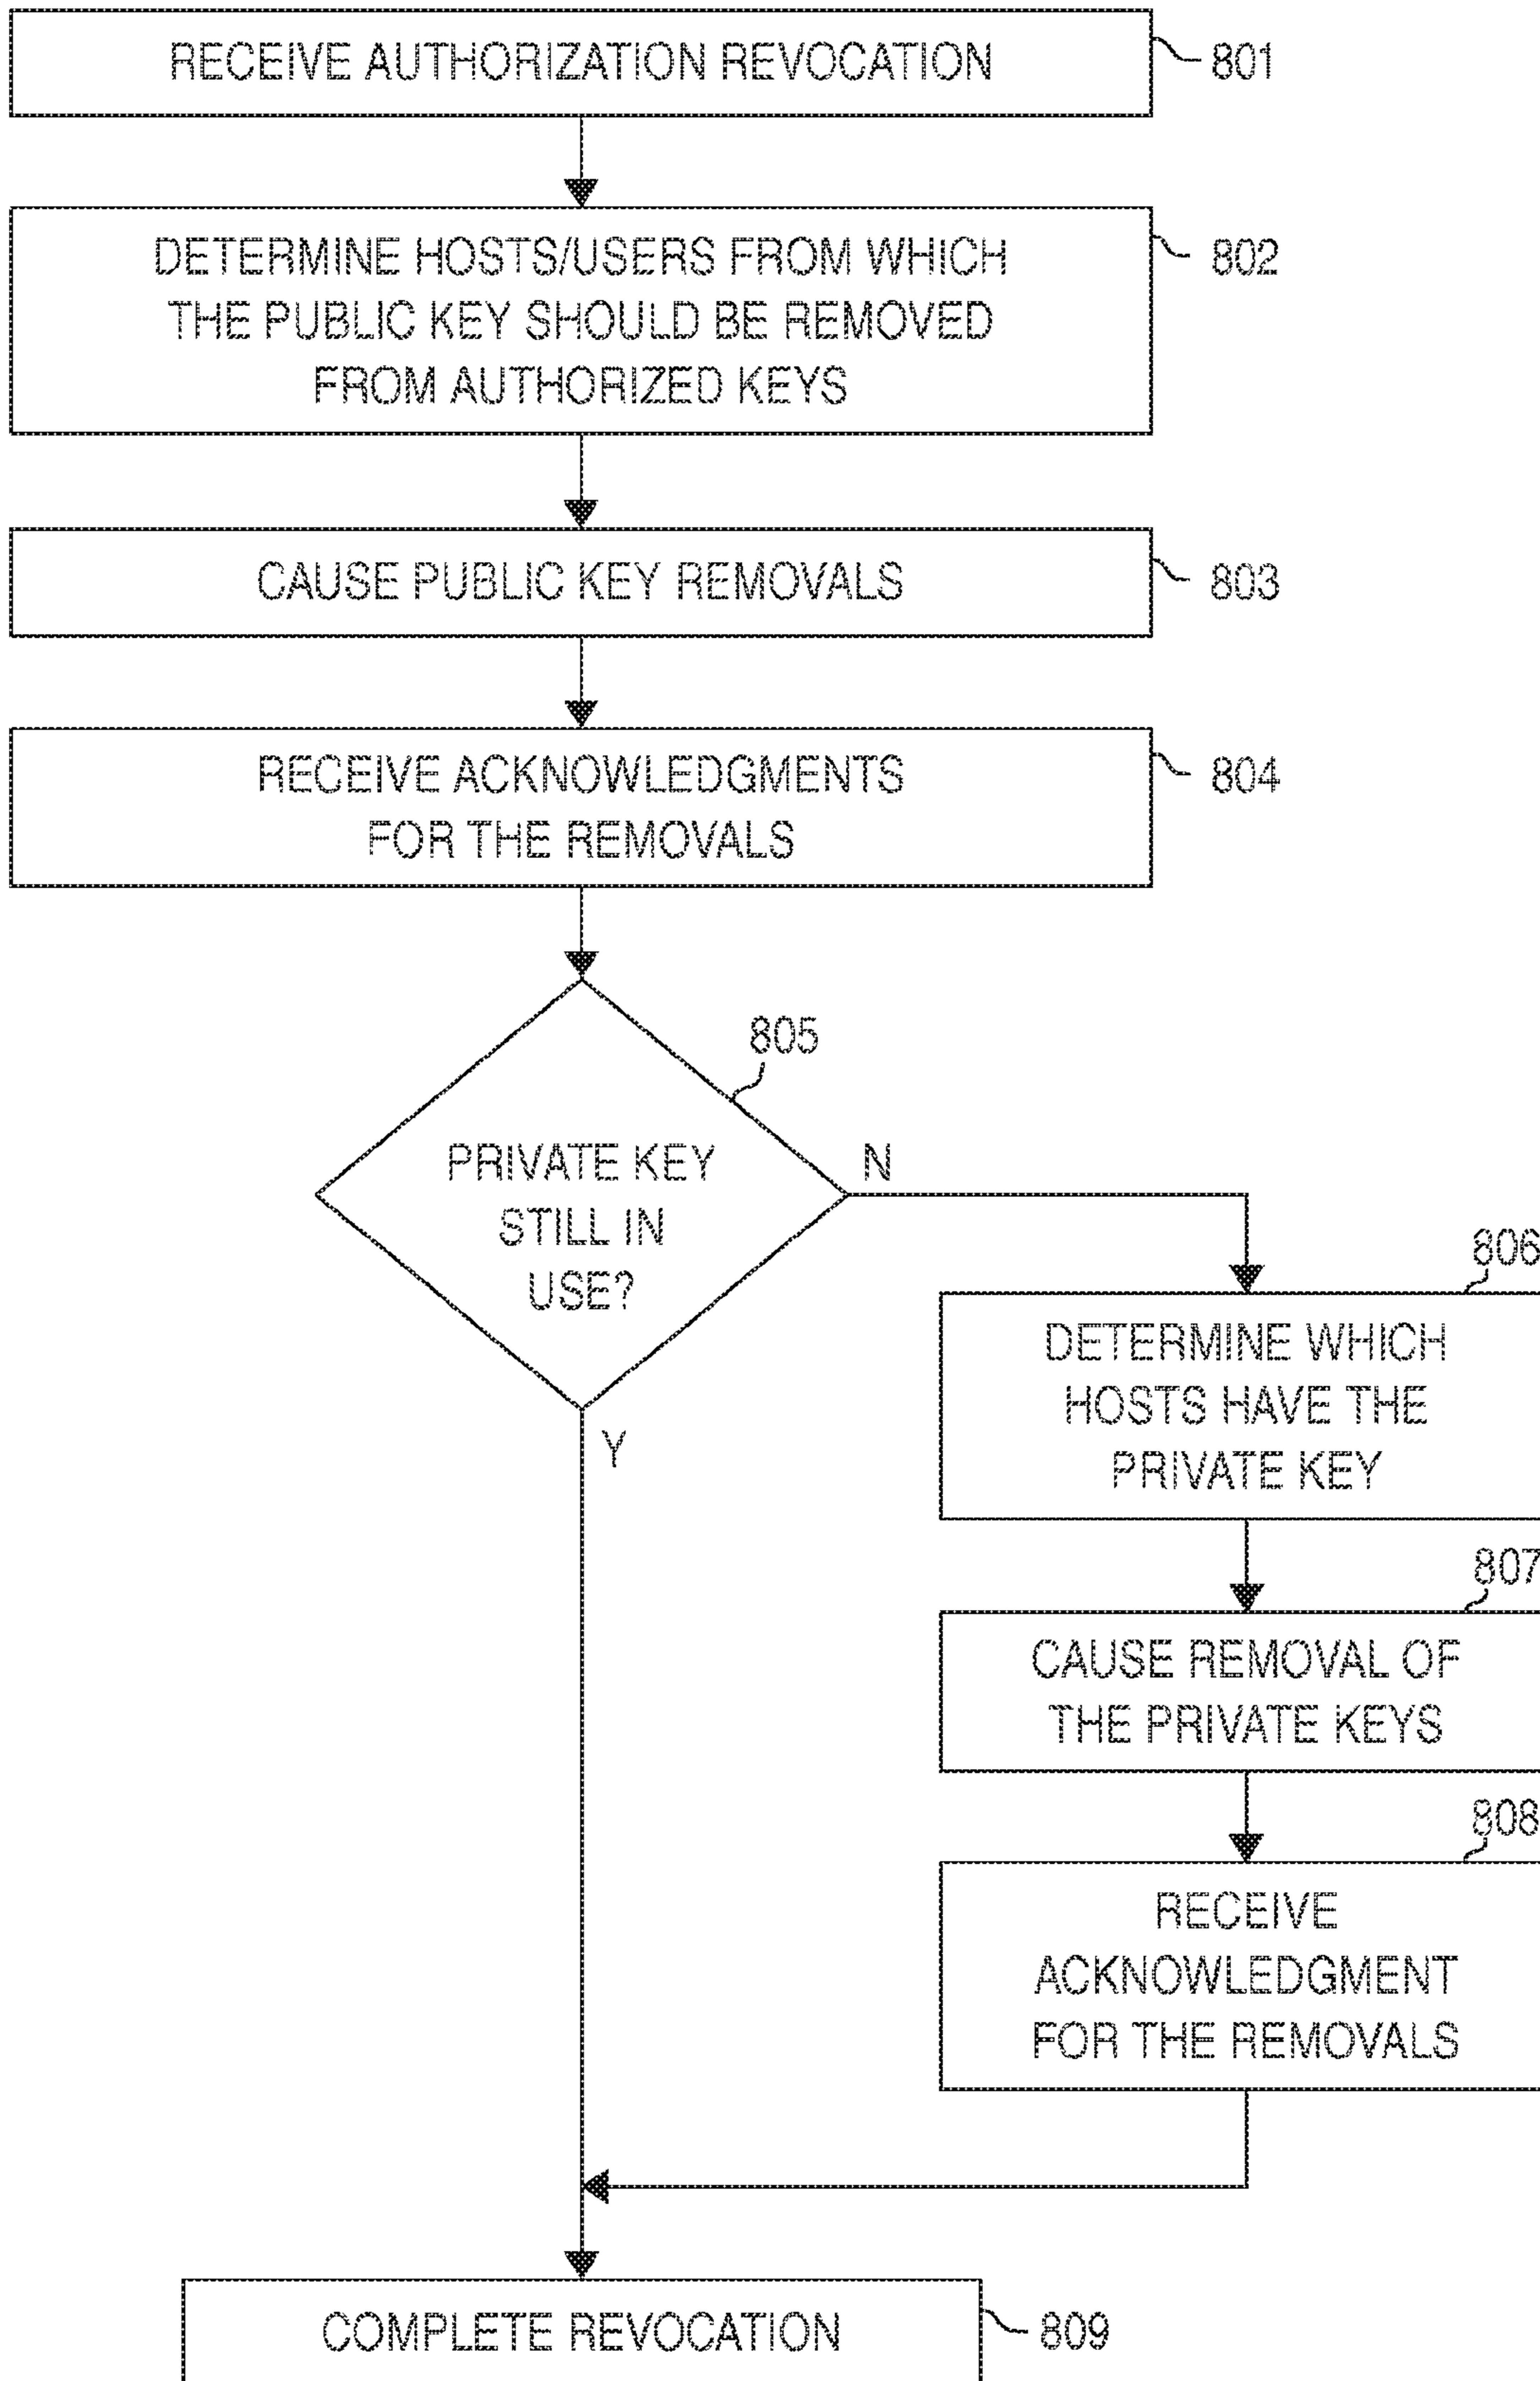 RECEIVE AUTHORIZATION REVOCATION
801
DETERMINE HOSTS/USERS FROM WHICH
THE PUBLIC KEY SHOULD BE REMOVED
FROM AUTHORIZED KEYS
802
CAUSE PUBLIC KEY REMOVALS
803
RECEIVE ACKNOWLEDGMENTS
FOR THE REMOVALS
804
805
PRIVATE KEY
STILL IN
USE?
N
Y
806
DETERMINE WHICH
HOSTS HAVE THE
PRIVATE KEY
807
CAUSE REMOVAL OF
THE PRIVATE KEYS
808
RECEIVE
ACKNOWLEDGMENT
FOR THE REMOVALS
COMPLETE REVOCATION
809